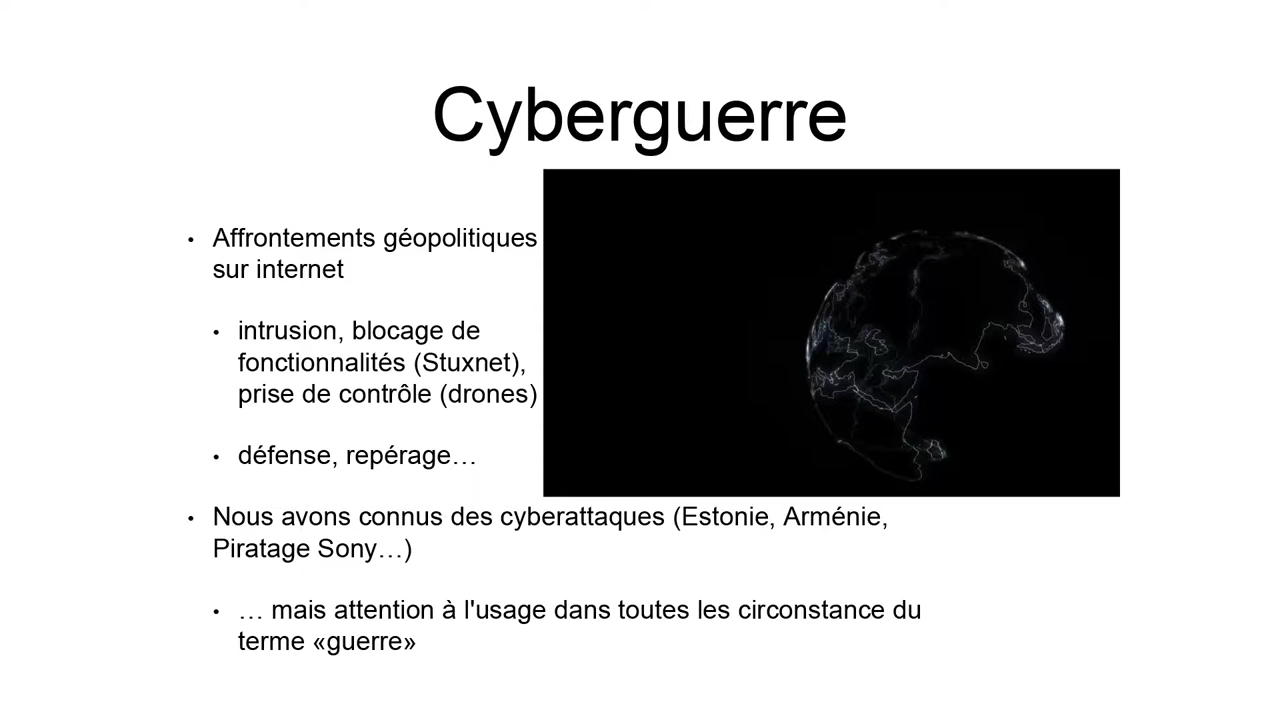 Cyberguerre
• Affrontements géopolitiques
sur internet
• intrusion, blocage de
fonctionnalités (Stuxnet),
prise de contrôle (drones)
• défense, repérage…
• Nous avons connus des cyberattaques (Estonie, Arménie,
Piratage Sony…)
• … mais attention à l'usage dans toutes les circonstance du
terme «guerre»